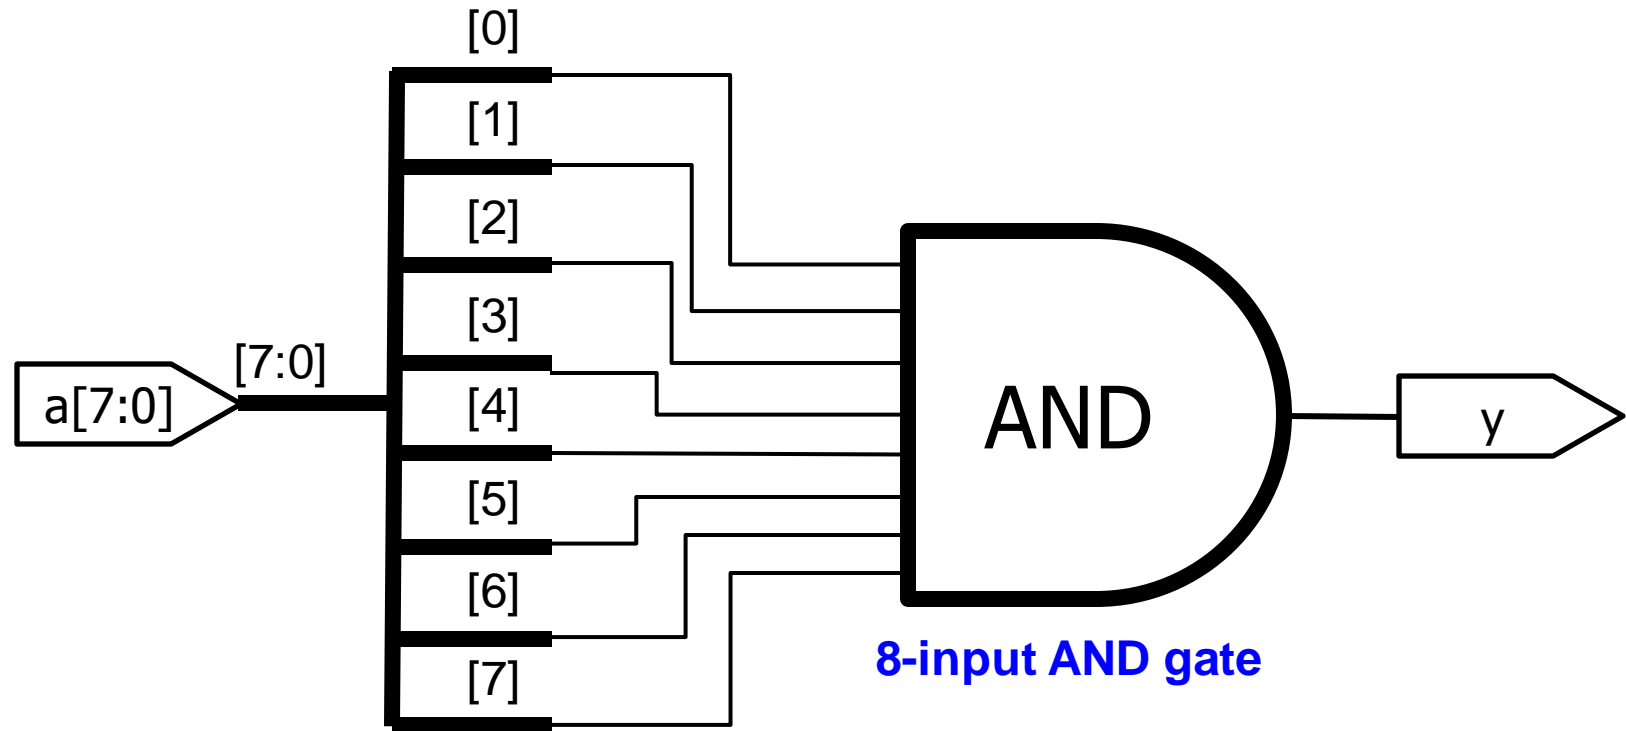 [0]
[1]
[2]
[3]
[7:0]
a[7:0]
[4]
AND
y
[5]
[6]
8-input AND gate
[7]